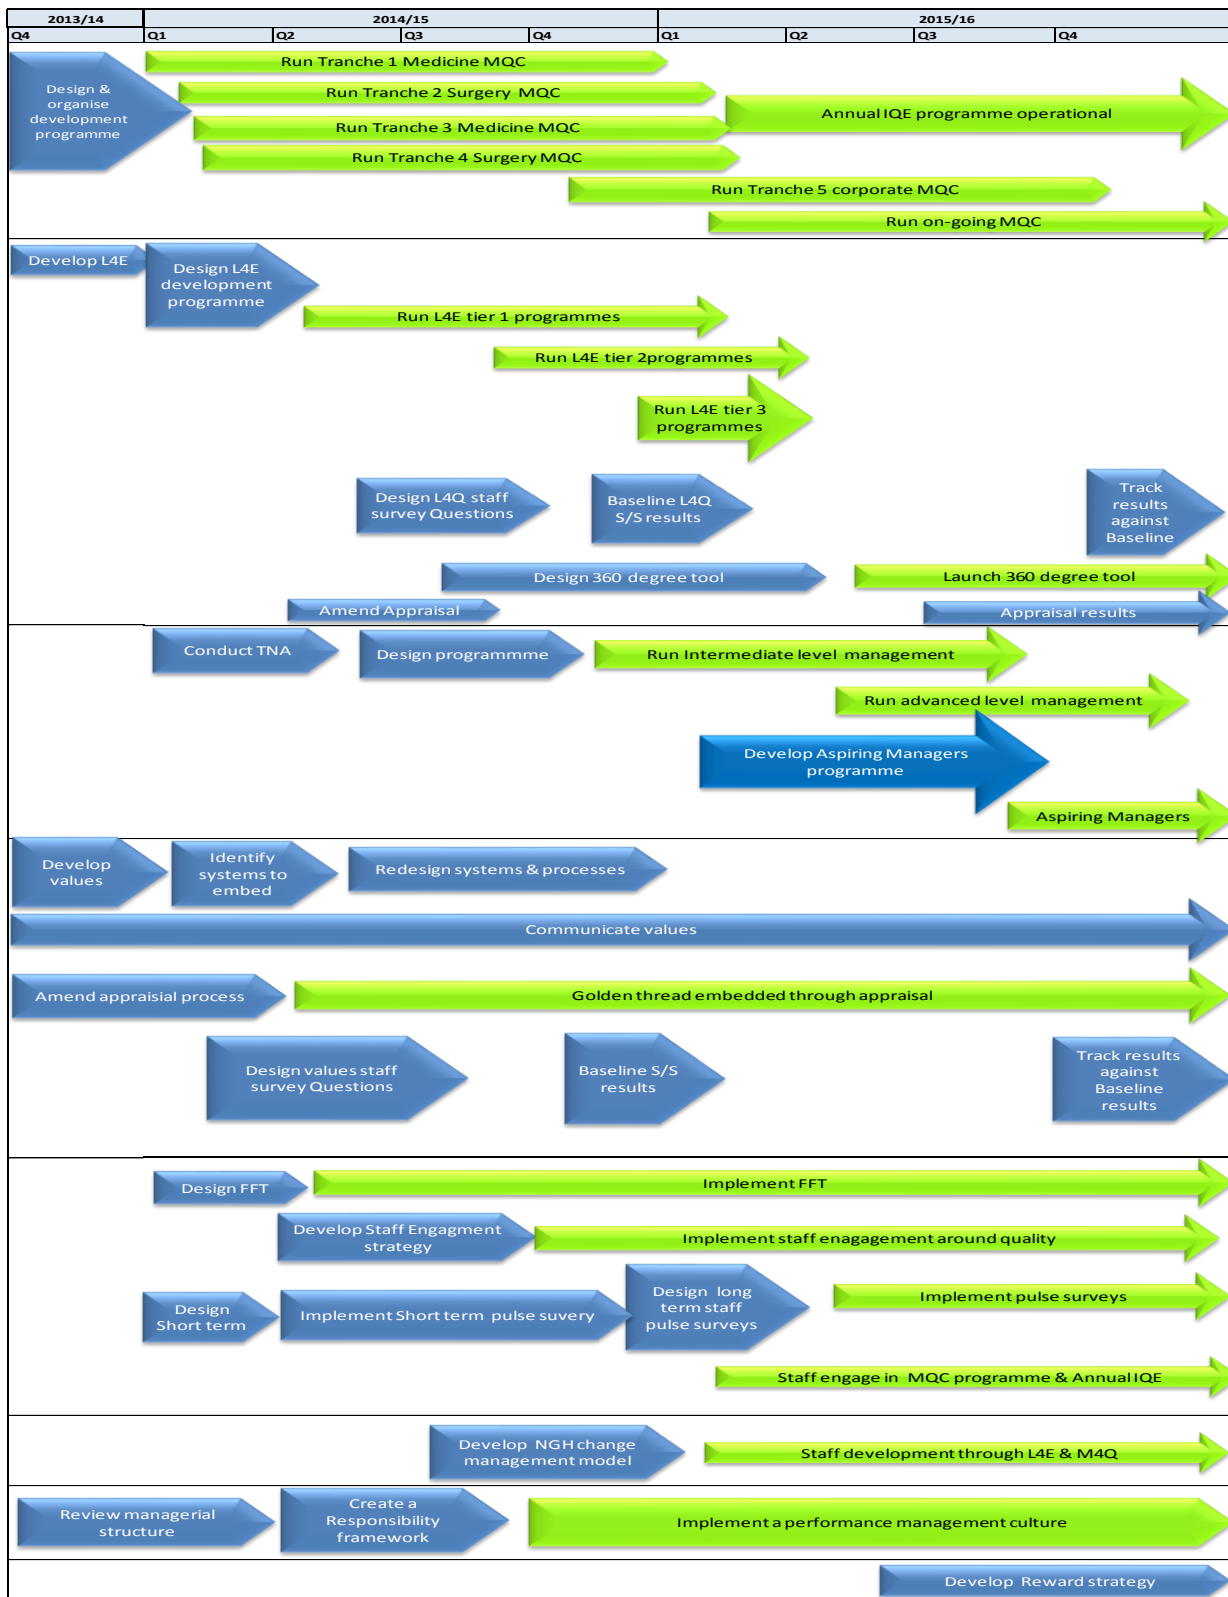 2013/14
2014/15
2015/16
Q4
Q1
Q2
Q3
Q4
Q1
Q2
Q3
Q4
Design &
organise
development
programme
Run Tranche 1 Medicine MQC
Run Tranche 2 Surgery MQC
Run Tranche 3 Medicine MQC
Run Tranche 4 Surgery MQC
Annual IQE programme operational
Run Tranche 5 corporate MQC
Run on-going MQC
Develop L4E
Design L4E
development
programme
Run L4E tier 1 programmes
Run L4E tier 2programmes
Run L4E tier 3
programmes
Design L4Q staff
survey Questions
Baseline L4Q
S/S results
Track
results
against
Baseline
Design 360 degree tool
Launch 360 degree tool
Amend Appraisal
Appraisal results
Conduct TNA
Design programmme
Run Intermediate level management
Run advanced level management
Develop Aspiring Managers
programme
Aspiring Managers
Develop
values
Identify
systems to
embed
Redesign systems & processes
Communicate values
Amend appraisial process
Golden thread embedded through appraisal
Design values staff
survey Questions
Baseline S/S
results
Track results
against
Baseline
results
Design FFT
Implement FFT
Develop Staff Engagment
strategy
Implement staff enagagement around quality
Design
Short term
Implement Short term pulse suvery
Design long
term staff
pulse surveys
Implement pulse surveys
Staff engage in MQC programme & Annual IQE
Develop NGH change
management model
Staff development through L4E & M4Q
Review managerial
structure
Create a
Responsibility
framework
Implement a performance management culture
Develop Reward strategy